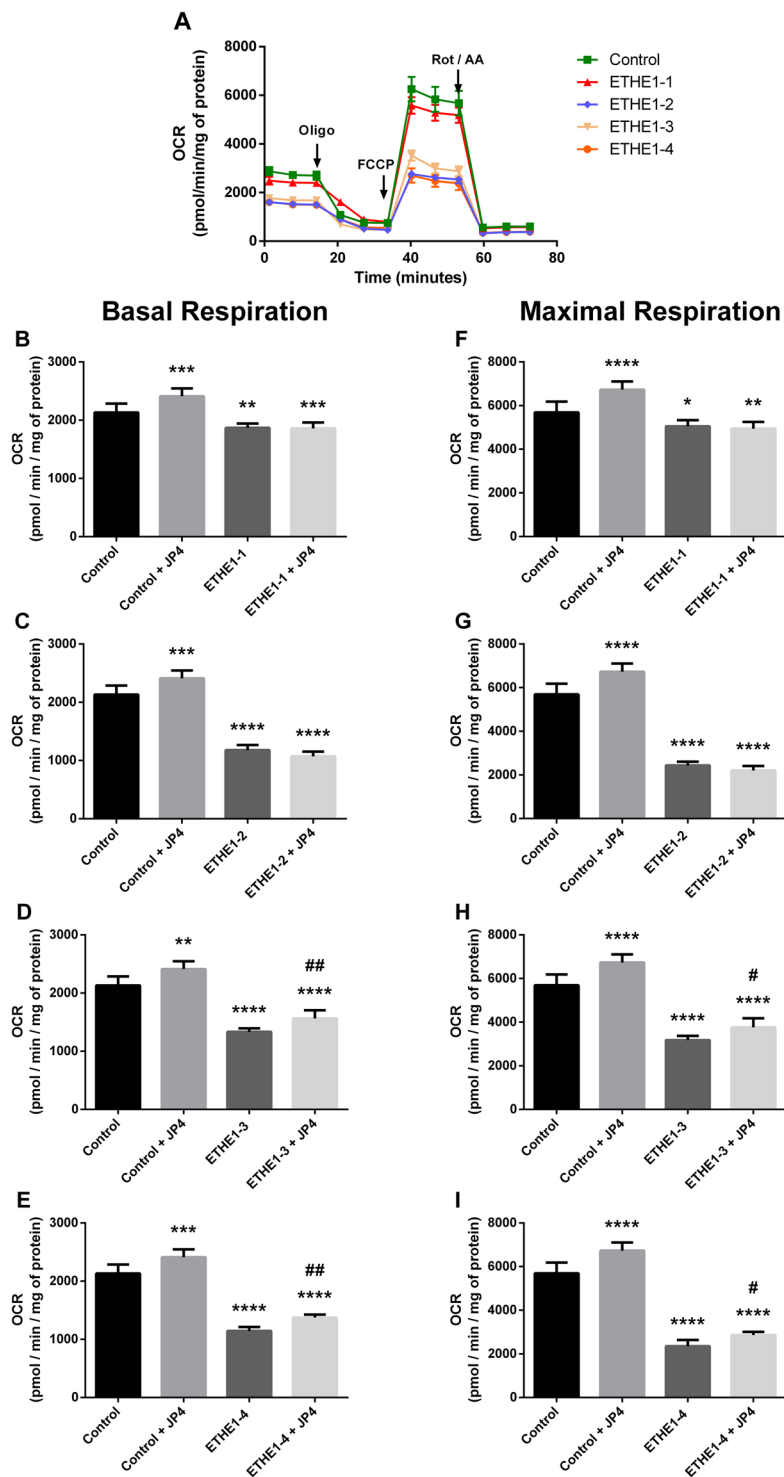 A
OCR
(pmol/min/mg of protein)
8000
6000
4000
2000
0
Oligo
FCCP
Rot / AA
0 20 40 60 80
Time (minutes)
Control
ETHE1-1
ETHE1-2
ETHE1-3
ETHE1-4
Basal Respiration
Maximal Respiration
B
OCR
(pmol / min / mg of protein)
3000
2000
1000
0
***
**
***
Control
Control + JP4
ETHE1-1
ETHE1-1 + JP4
F
OCR
(pmol / min / mg of protein)
8000
6000
4000
2000
0
****
*
**
Control
Control + JP4
ETHE1-1
ETHE1-1 + JP4
C
OCR
(pmol / min / mg of protein)
3000
2000
1000
0
***
****
****
Control
Control + JP4
ETHE1-2
ETHE1-2 + JP4
G
OCR
(pmol / min / mg of protein)
8000
6000
4000
2000
0
****
****
****
Control
Control + JP4
ETHE1-2
ETHE1-2 + JP4
D
OCR
(pmol / min / mg of protein)
3000
2000
1000
0
**
****
##
****
Control
Control + JP4
ETHE1-3
ETHE1-3 + JP4
H
OCR
(pmol / min / mg of protein)
8000
6000
4000
2000
0
****
****
#
****
Control
Control + JP4
ETHE1-3
ETHE1-3 + JP4
E
OCR
(pmol / min / mg of protein)
3000
2000
1000
0
***
****
##
****
Control
Control + JP4
ETHE1-4
ETHE1-4 + JP4
I
OCR
(pmol / min / mg of protein)
8000
6000
4000
2000
0
****
****
#
****
Control
Control + JP4
ETHE1-4
ETHE1-4 + JP4